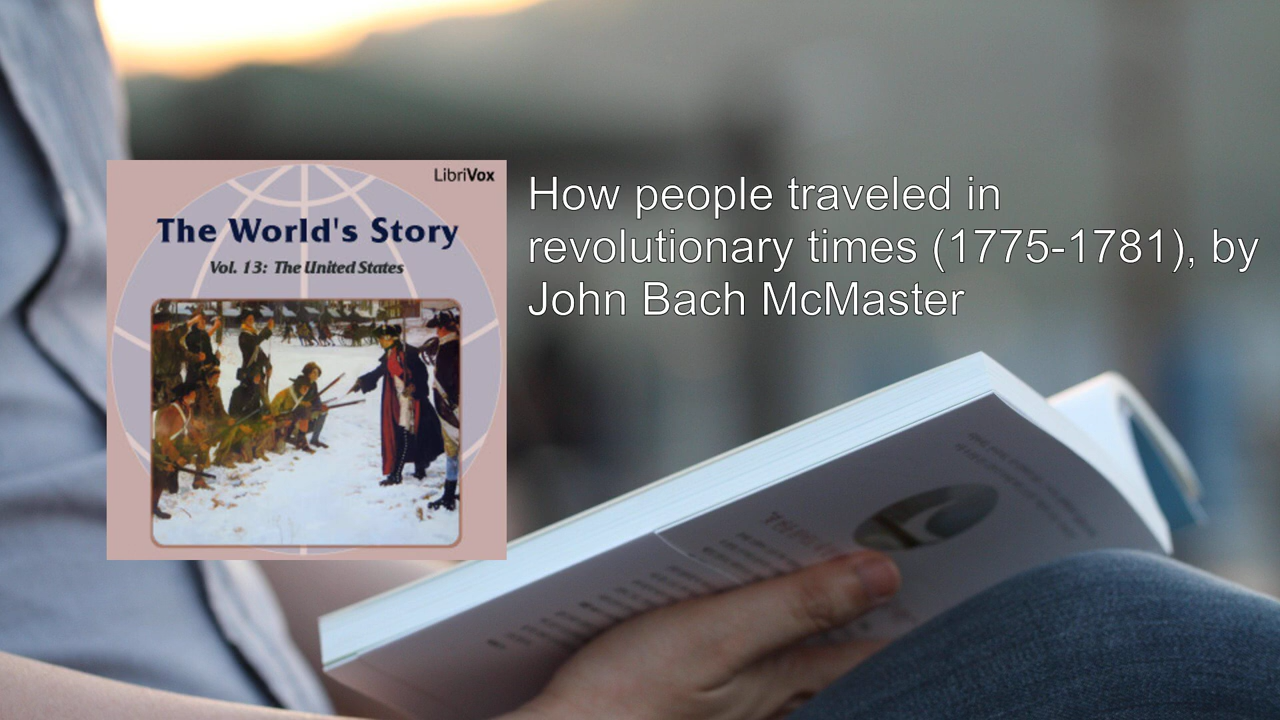 LibriVox
The World's Story
Vol. 13: The United States
How people traveled in
revolutionary times (1775-1781), by
John Bach McMaster